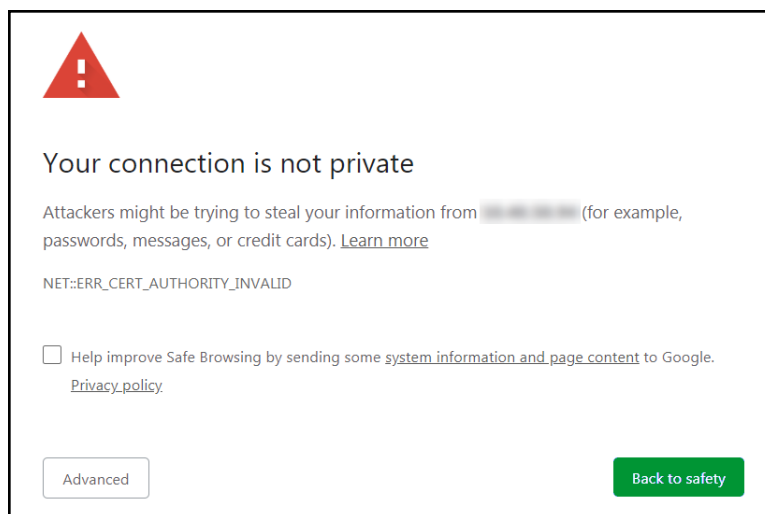 Your connection is not private
Attackers might be trying to steal your information from (for example,
passwords, messages, or credit cards). Learn more
NET::ERR_CERT_AUTHORITY_INVALID
Help improve Safe Browsing by sending some system information and page content to Google.
Privacy policy
Advanced
Back to safety